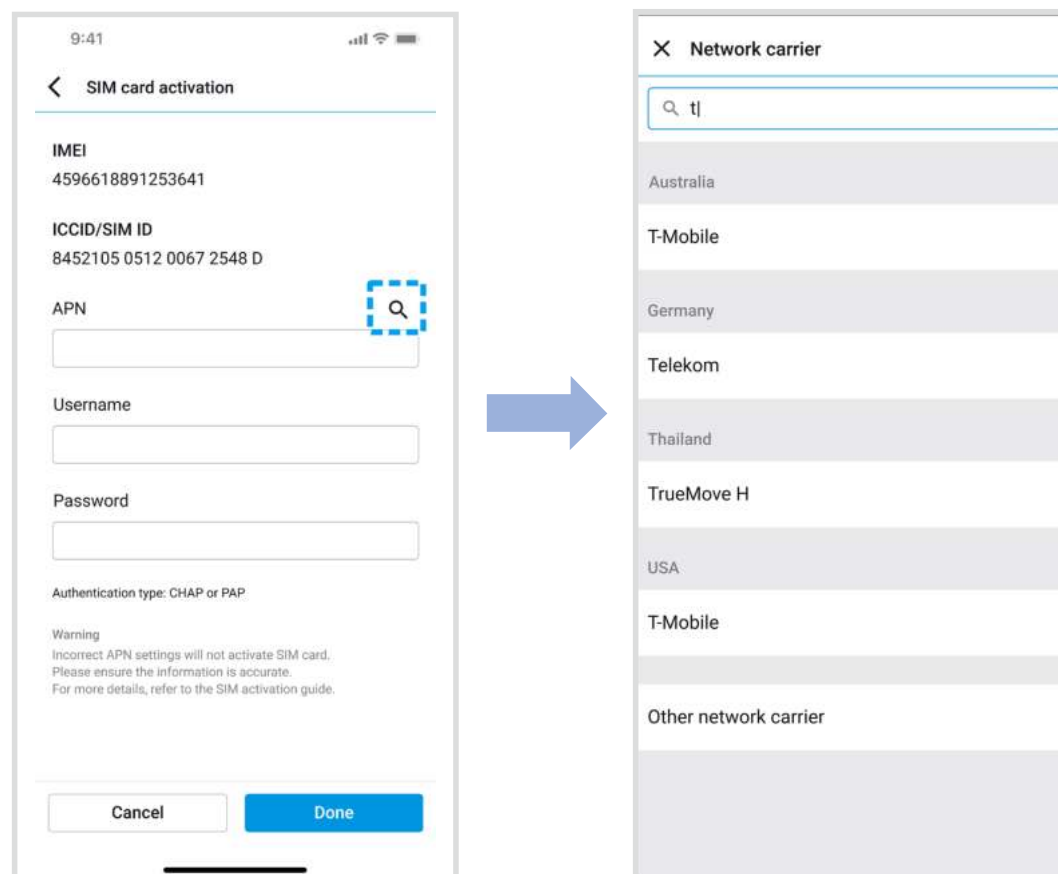 9:41
SIM card activation
IMEI
4596618891253641
ICCID/SIM ID
8452105 0512 0067 2548 D
APN
Username
Password
Authentication type: CHAP or PAP
Warning
Incorrect APN settings will not activate SIM card.
Please ensure the information is accurate.
For more details, refer to the SIM activation guide.
Cancel
Done
Network carrier
t
Australia
T-Mobile
Germany
Telekom
Thailand
TrueMove H
USA
T-Mobile
Other network carrier